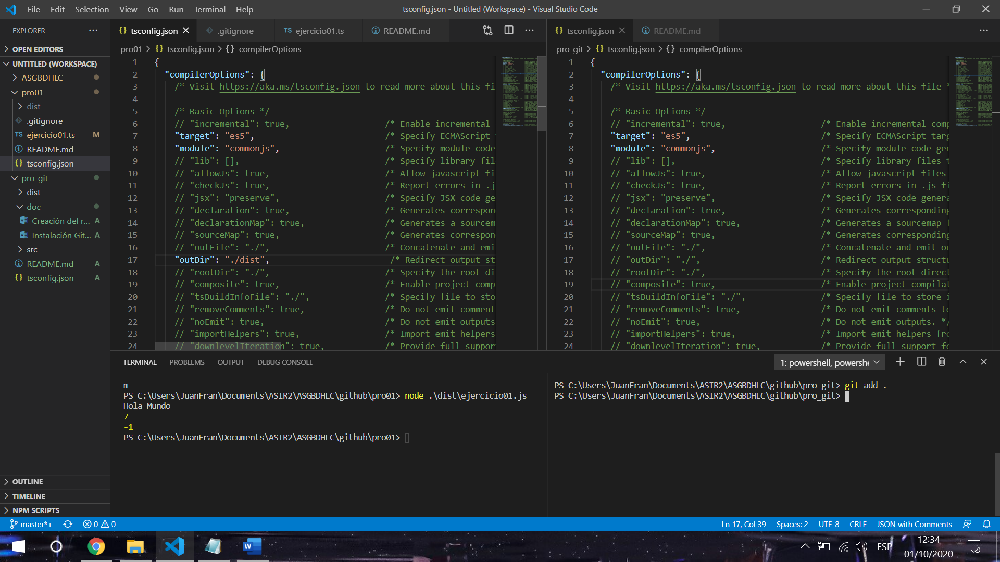 File Edit Selection View Go Run Terminal Help
tsconfig.json - Untitled (Workspace) - Visual Studio Code
EXPLORER
OPEN EDITORS
UNTITLED (WORKSPACE)
ASGBDHLC
pro01
dist
.gitignore
TS ejercicio01.ts M
README.md
{} tsconfig.json
pro_git
dist
doc
Creación del r... A
Instalación Git... A
src
README.md A
{} tsconfig.json A
OUTLINE
TIMELINE
NPM SCRIPTS
{} tsconfig.json .gitignore TS ejercicio01.ts README.md
pro01 > {} tsconfig.json > {} compilerOptions
1 {
2 "compilerOptions": {
3 /* Visit https://aka.ms/tsconfig.json to read more about this fi
4
5 /* Basic Options */
6 // "incremental": true, /* Enable incremental
7 "target": "es5", /* Specify ECMAScript
8 "module": "commonjs", /* Specify module code
9 // "lib": [], /* Specify library fil
10 // "allowJs": true, /* Allow javascript fi
11 // "checkJs": true, /* Report errors in .j
12 // "jsx": "preserve", /* Specify JSX code ge
13 // "declaration": true, /* Generates correspon
14 // "declarationMap": true, /* Generates a sourcem
15 // "sourceMap": true, /* Generates correspon
16 // "outFile": "./", /* Concatenate and emi
17 "outDir": "./dist", /* Redirect output st
18 // "rootDir": "./", /* Specify the root di
19 // "composite": true, /* Enable project comp
20 // "tsBuildInfoFile": "./", /* Specify file to sto
21 // "removeComments": true, /* Do not emit comment
22 // "noEmit": true, /* Do not emit outputs
23 // "importHelpers": true, /* Import emit helpers
24 // "downlevelIteration": true, /* Provide full suppor
{} tsconfig.json README.md
pro_git > {} tsconfig.json > {} compilerOptions
1 {
2 "compilerOptions": {
3 /* Visit https://aka.ms/tsconfig.json to read more about this file *
4
5 /* Basic Options */
6 // "incremental": true, /* Enable incremental com
7 "target": "es5", /* Specify ECMAScript targ
8 "module": "commonjs", /* Specify module code gen
9 // "lib": [], /* Specify library files t
10 // "allowJs": true, /* Allow javascript files
11 // "checkJs": true, /* Report errors in .js fi
12 // "jsx": "preserve", /* Specify JSX code genera
13 // "declaration": true, /* Generates corresponding
14 // "declarationMap": true, /* Generates a sourcemap f
15 // "sourceMap": true, /* Generates corresponding
16 // "outFile": "./", /* Concatenate and emit ou
17 // "outDir": "./", /* Redirect output structu
18 // "rootDir": "./", /* Specify the root direct
19 // "composite": true, /* Enable project compilat
20 // "tsBuildInfoFile": "./", /* Specify file to store i
21 // "removeComments": true, /* Do not emit comments to
22 // "noEmit": true, /* Do not emit outputs. */
23 // "importHelpers": true, /* Import emit helpers fro
24 // "downlevelIteration": true, /* Provide full support fo
TERMINAL PROBLEMS OUTPUT DEBUG CONSOLE
1: powershell, powershe
m
PS C:\Users\JuanFran\Documents\ASIR2\ASGBDHLC\github\pro01> node .\dist\ejercicio01.js
Hola Mundo
7
-1
PS C:\Users\JuanFran\Documents\ASIR2\ASGBDHLC\github\pro01>
PS C:\Users\JuanFran\Documents\ASIR2\ASGBDHLC\github\pro_git> git add .
PS C:\Users\JuanFran\Documents\ASIR2\ASGBDHLC\github\pro_git>
master*+ 0 0
Ln 17, Col 39 Spaces: 2 UTF-8 CRLF JSON with Comments
ESP
12:34
01/10/2020